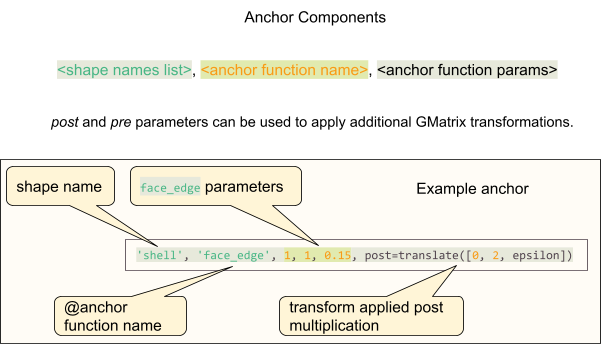 Anchor Components
<shape names list>, <anchor function name>, <anchor function params>
post and pre parameters can be used to apply additional GMatrix transformations.
shape name
face_edge parameters
Example anchor
'shell', 'face_edge', 1, 1, 0.15, post=translate([0, 2, epsilon])
@anchor
function name
transform applied post
multiplication